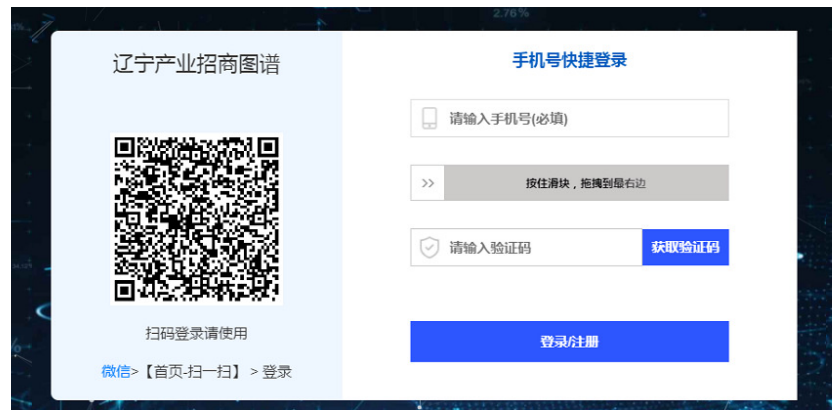 2.76%
辽宁产业招商图谱
扫码登录请使用
微信>【首页-扫一扫】 > 登录
手机号快捷登录
请输入手机号(必填)
>> 按住滑块，拖拽到最右边
请输入验证码
获取验证码
登录/注册